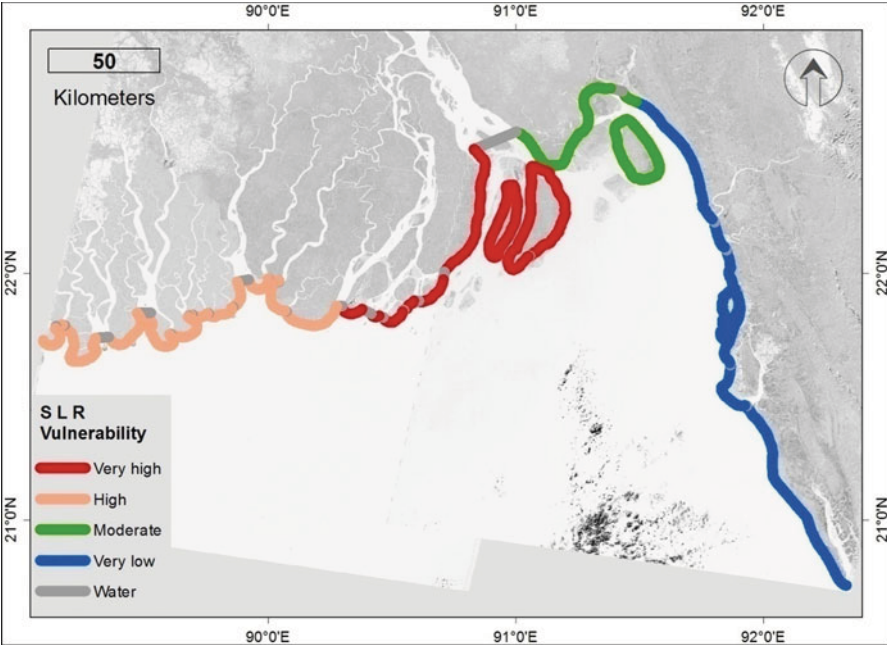 90°0'E 91°0'E 92°0'E
50
Kilometers
22°0'N 22°0'N
21°0'N 21°0'N
S L R
Vulnerability
Very high
High
Moderate
Very low
Water
90°0'E 91°0'E 92°0'E